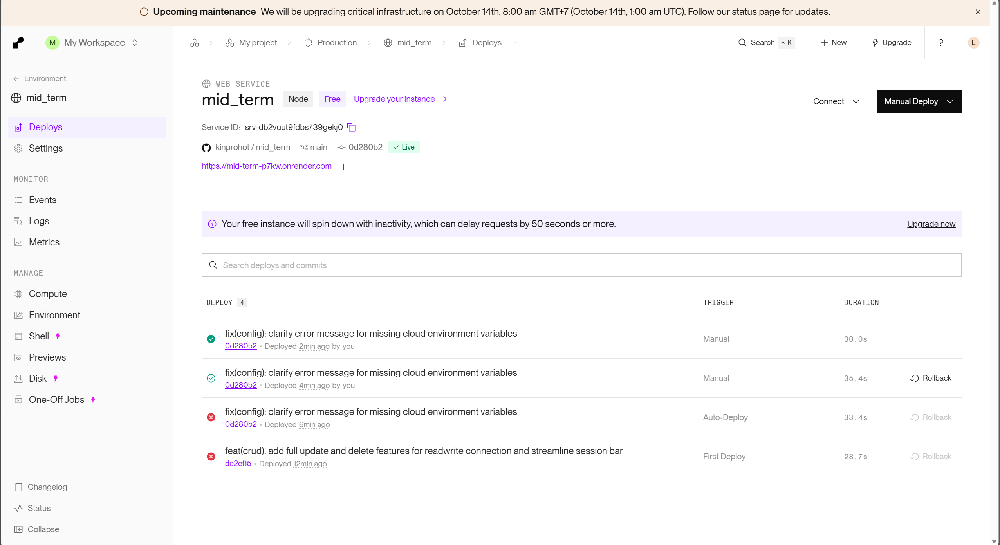 Upcoming maintenance We will be upgrading critical infrastructure on October 14th, 8:00 am GMT+7 (October 14th, 1:00 am UTC). Follow our status page for updates.
M My Workspace
My project Production mid_term Deploys
Search ^ K
New
Upgrade
?
L
Environment
mid_term
Deploys
Settings
MONITOR
Events
Logs
Metrics
MANAGE
Compute
Environment
Shell
Previews
Disk
One-Off Jobs
Changelog
Status
Collapse
WEB SERVICE
mid_term Node Free Upgrade your instance
Connect
Manual Deploy
Service ID: srv-db2vuut9fdbs739gekj0
kinprohot / mid_term main 0d280b2 Live
https://mid-term-p7kw.onrender.com
Your free instance will spin down with inactivity, which can delay requests by 50 seconds or more. Upgrade now
Search deploys and commits
DEPLOY 4 TRIGGER DURATION
fix(config): clarify error message for missing cloud environment variables
0d280b2 Deployed 2min ago by you
Manual 30.0s
fix(config): clarify error message for missing cloud environment variables
0d280b2 Deployed 4min ago by you
Manual 35.4s Rollback
fix(config): clarify error message for missing cloud environment variables
0d280b2 Deployed 6min ago
Auto-Deploy 33.4s Rollback
feat(crud): add full update and delete features for readwrite connection and streamline session bar
de2ef15 Deployed 12min ago
First Deploy 28.7s Rollback